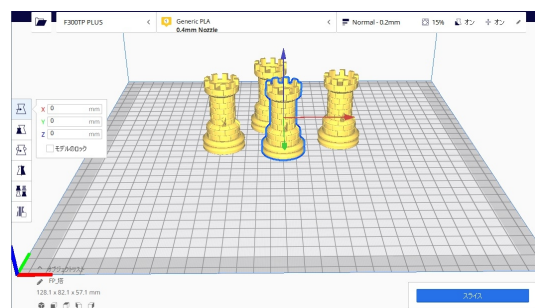 F300TP PLUS
Generic PLA
0.4mm Nozzle
Normal - 0.2mm
15%
オン
オン
X 0 mm
Y 0 mm
Z 0 mm
モデルのロック
FP_塔
128.1 x 82.1 x 57.1 mm
スライス